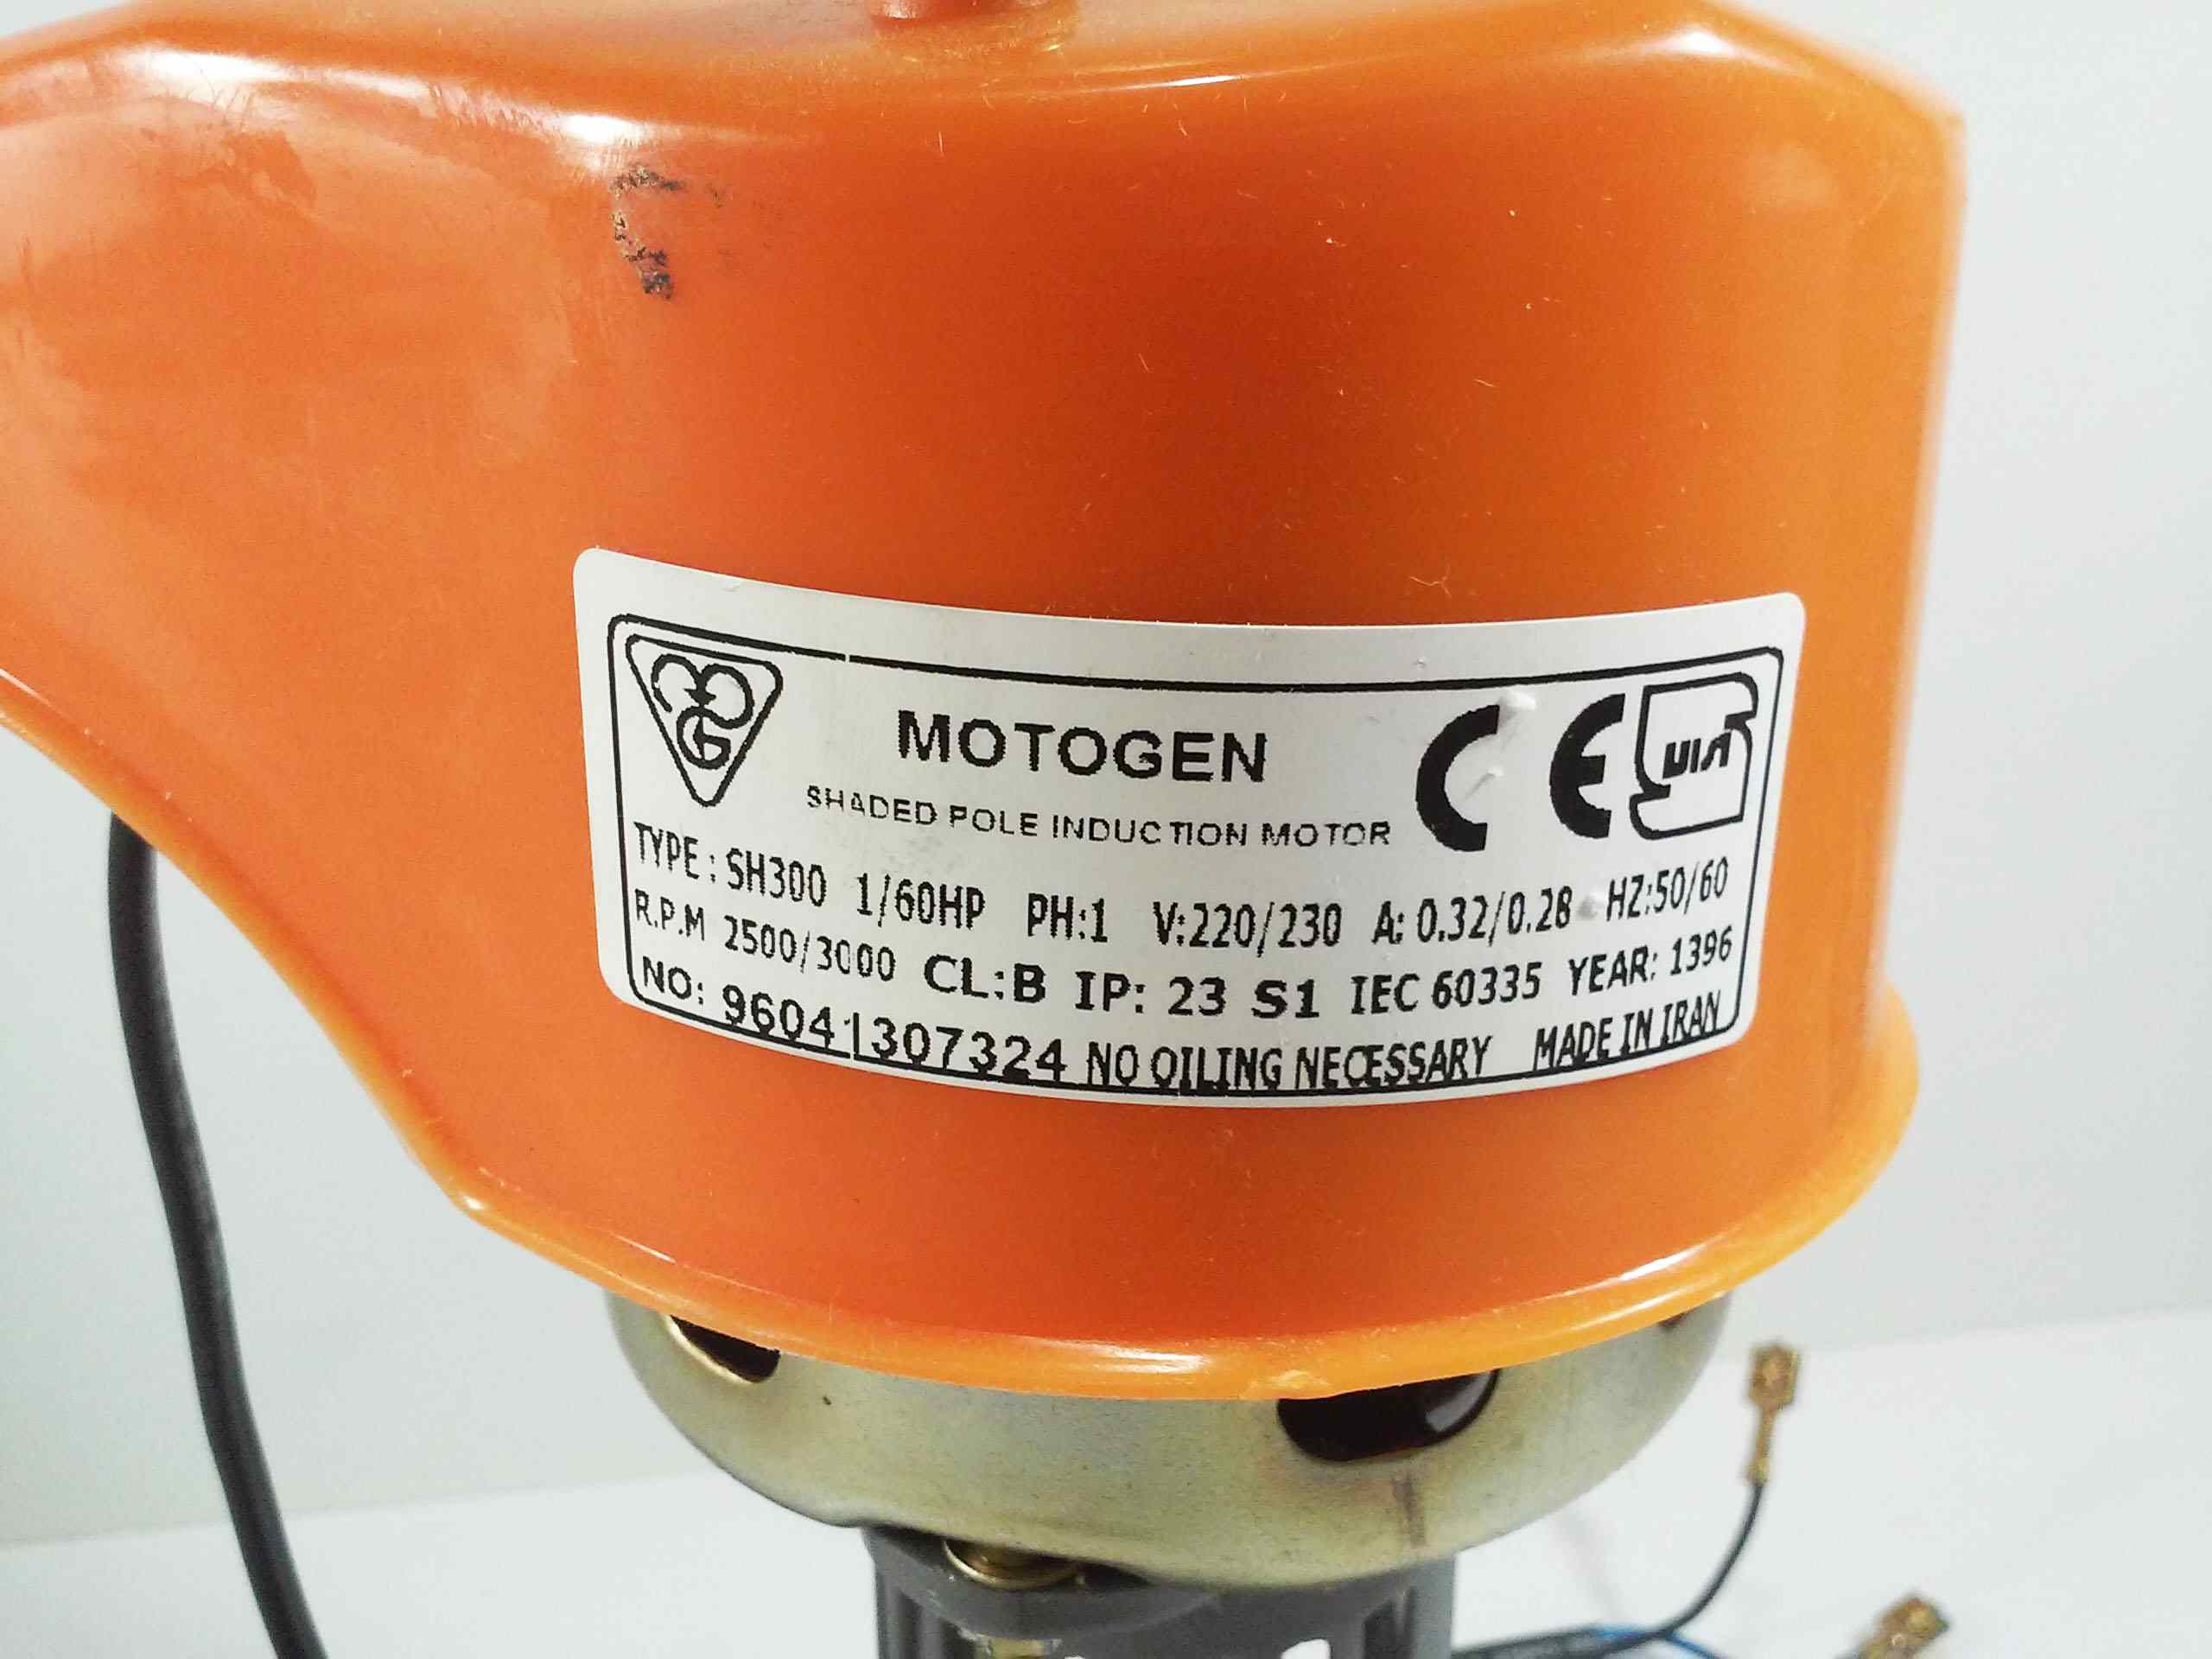 MOTOGEN
CE
SHADED POLE INDUCTION MOTOR
TYPE: SH300 1/60HP PH:1 V:220/230 A: 0.32/0.28 HZ:50/60
R.P.M 2500/3000 CL:B IP: 23 S1 IEC 60335 YEAR: 1396
NO: 96041307324 NO OILING NECESSARY MADE IN IRAN